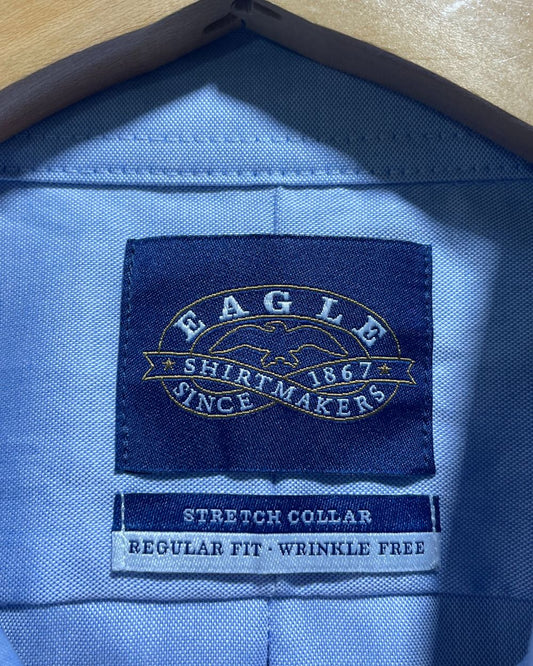 EAGLE
SHIRTMAKERS
SINCE 1867
STRETCH COLLAR
REGULAR FIT · WRINKLE FREE